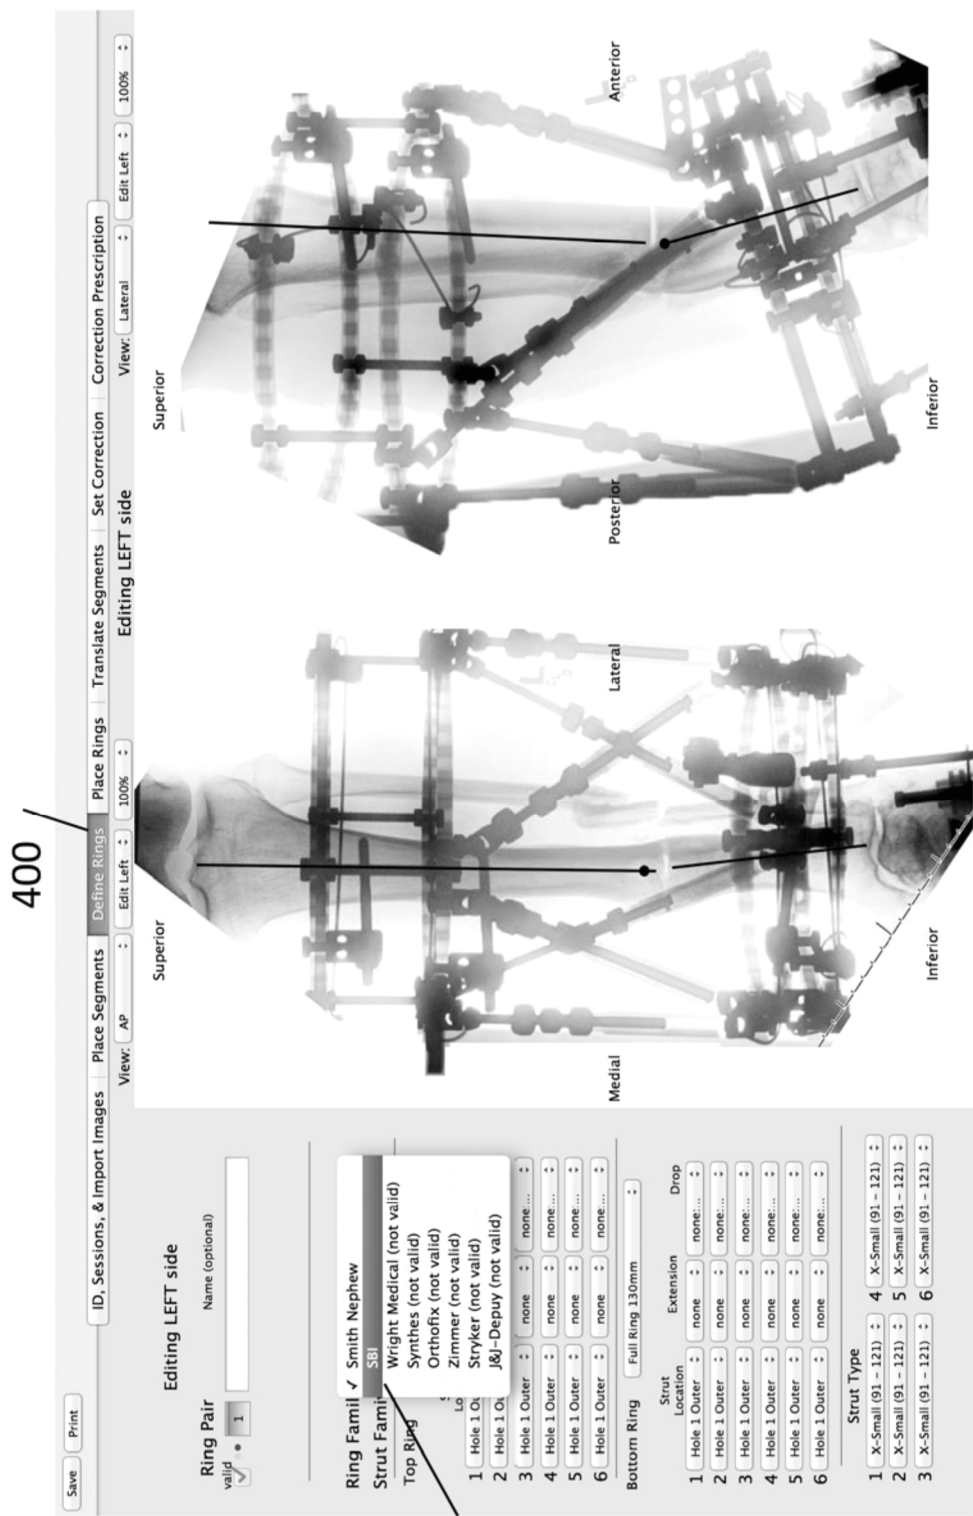 400
Save
Print
ID, Sessions, & Import Images
Place Segments
Define Rings
Place Rings
Translate Segments
Set Correction
Correction Prescription
View: AP
Edit Left
100%
Editing LEFT side
View: Lateral
Edit Left
100%
Editing LEFT side
Ring Pair
Name (optional)
valid
1
Ring Famil
✓ Smith Nephew
Strut Fami
SBI
Wright Medical (not valid)
Synthes (not valid)
Orthofix (not valid)
Zimmer (not valid)
Stryker (not valid)
J&J-Depuy (not valid)
Top Ring
1 Hole 1 Ou
2 Hole 1 Ou
3 Hole 1 Outer none none:...
4 Hole 1 Outer none none:...
5 Hole 1 Outer none none:...
6 Hole 1 Outer none none:...
Bottom Ring Full Ring 130mm
Strut Location
Extension
Drop
1 Hole 1 Outer none none:...
2 Hole 1 Outer none none:...
3 Hole 1 Outer none none:...
4 Hole 1 Outer none none:...
5 Hole 1 Outer none none:...
6 Hole 1 Outer none none:...
Strut Type
1 X-Small (91 – 121) 4 X-Small (91 – 121)
2 X-Small (91 – 121) 5 X-Small (91 – 121)
3 X-Small (91 – 121) 6 X-Small (91 – 121)
Superior
Medial
Lateral
Inferior
Superior
Posterior
Anterior
Inferior